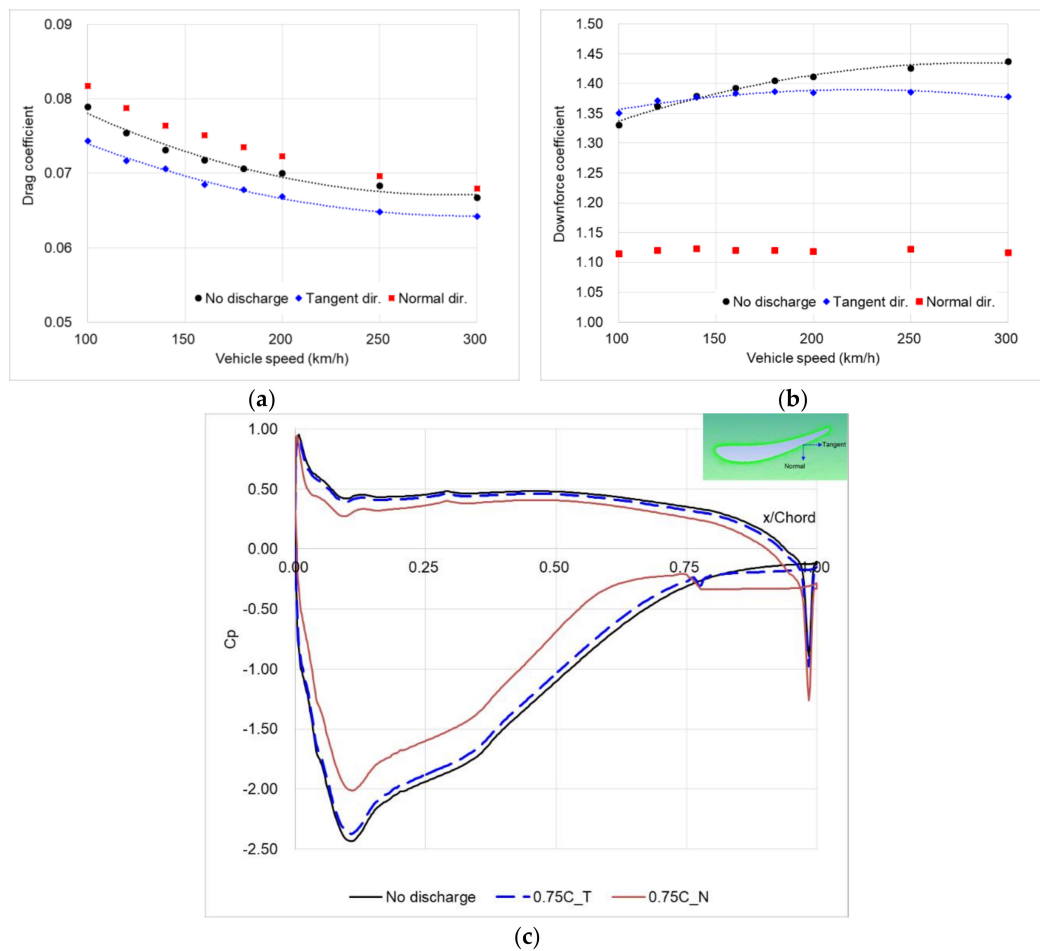 0.09
0.08
0.07
0.06
0.05
Drag coefficient
No discharge Tangent dir. Normal dir.
100 150 200 250 300
Vehicle speed (km/h)
(a)
1.50
1.45
1.40
1.35
1.30
1.25
1.20
1.15
1.10
1.05
1.00
Downforce coefficient
No discharge Tangent dir. Normal dir.
100 150 200 250 300
Vehicle speed (km/h)
(b)
1.00
0.50
0.00
-0.50
-1.00
-1.50
-2.00
-2.50
Cp
Tangent
Normal
x/Chord
0.00 0.25 0.50 0.75 1.00
No discharge 0.75C_T 0.75C_N
(c)